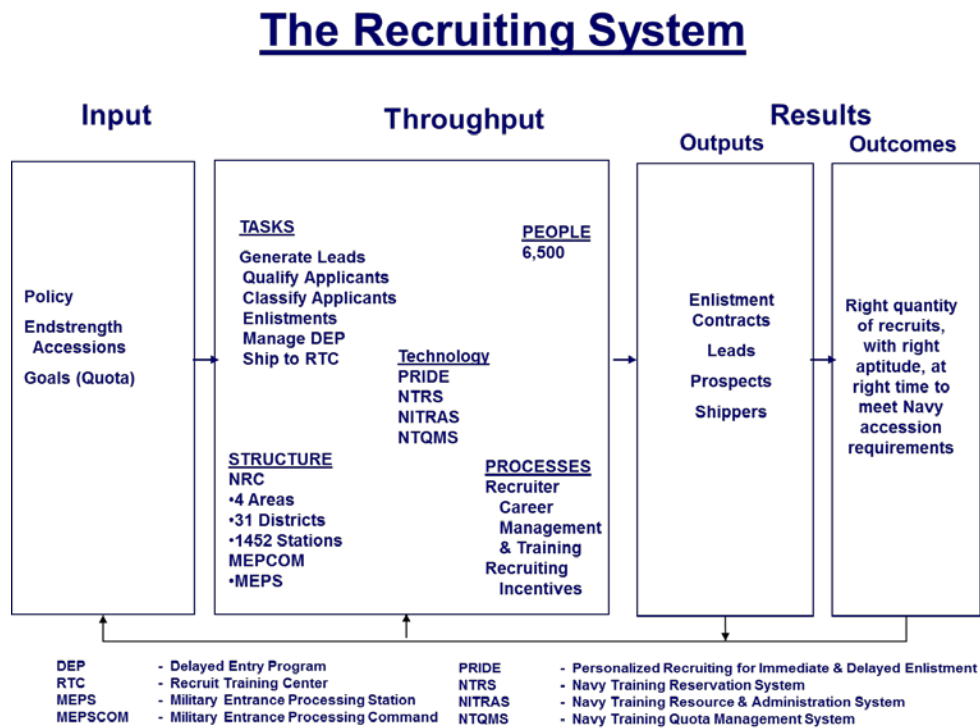 The Recruiting System
Input
Throughput
Results
Outputs
Outcomes
Policy
Endstrength
Accessions
Goals (Quota)
TASKS
Generate Leads
Qualify Applicants
Classify Applicants
Enlistments
Manage DEP
Ship to RTC
PEOPLE
6,500
Technology
PRIDE
NTRS
NITRAS
NTQMS
STRUCTURE
NRC
•4 Areas
•31 Districts
•1452 Stations
MEPCOM
•MEPS
PROCESSES
Recruiter
Career
Management
& Training
Recruiting
Incentives
Enlistment
Contracts
Leads
Prospects
Shippers
Right quantity
of recruits,
with right
aptitude, at
right time to
meet Navy
accession
requirements
DEP - Delayed Entry Program
RTC - Recruit Training Center
MEPS - Military Entrance Processing Station
MEPSCOM - Military Entrance Processing Command
PRIDE - Personalized Recruiting for Immediate & Delayed Enlistment
NTRS - Navy Training Reservation System
NITRAS - Navy Training Resource & Administration System
NTQMS - Navy Training Quota Management System